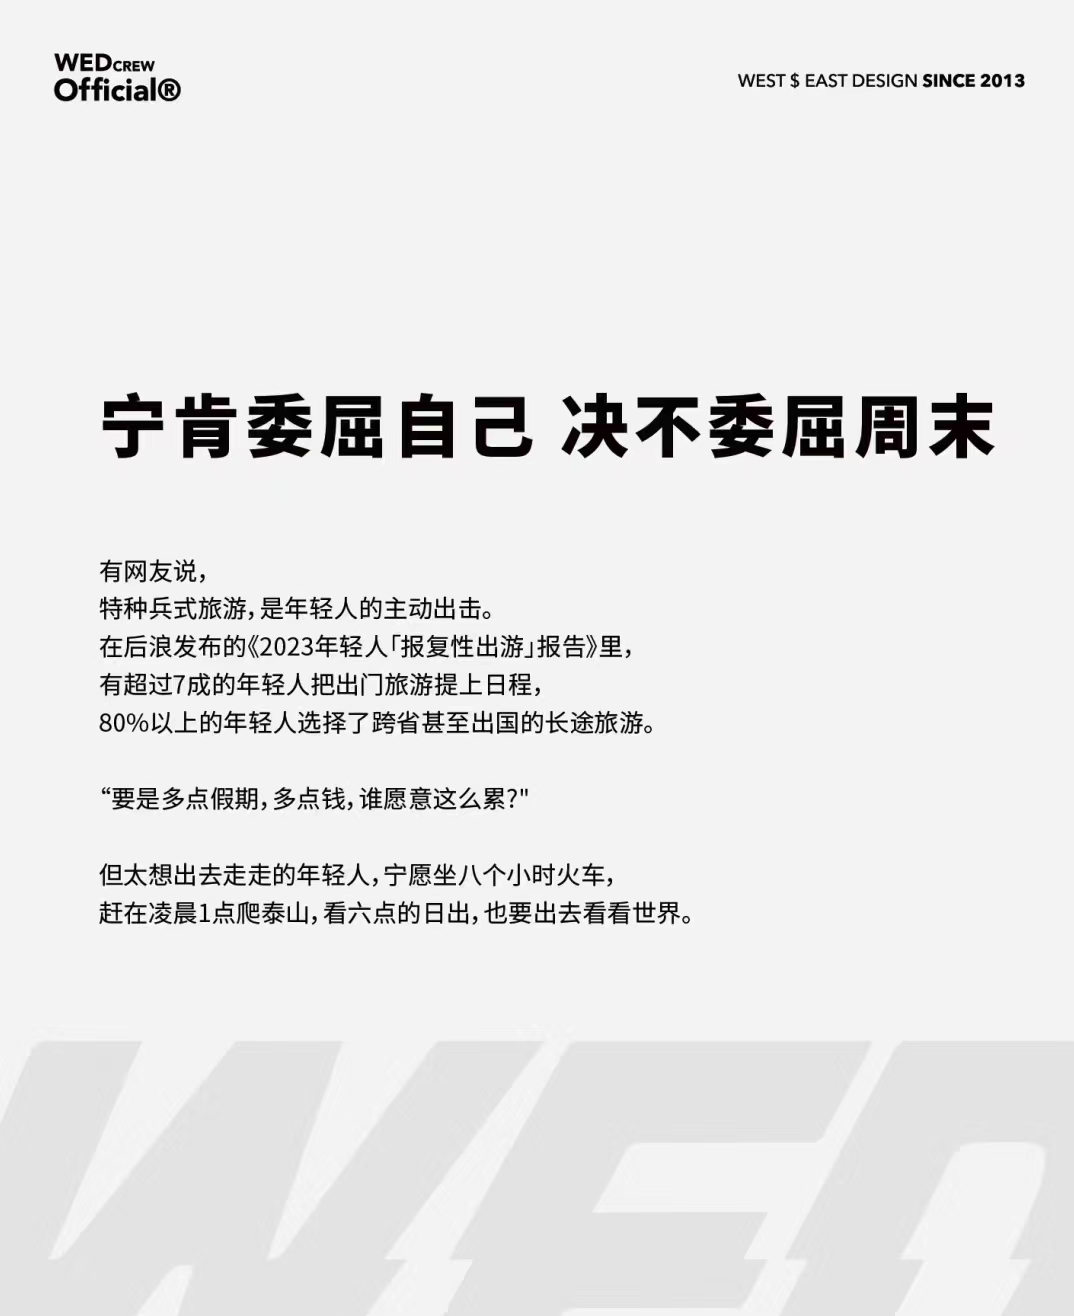 WEDCREW
Official®
WEST $ EAST DESIGN SINCE 2013
宁肯委屈自己 决不委屈周末
有网友说，
特种兵式旅游，是年轻人的主动出击。
在后浪发布的《2023年轻人「报复性出游」报告》里，
有超过7成的年轻人把出门旅游提上日程，
80%以上的年轻人选择了跨省甚至出国的长途旅游。
“要是多点假期，多点钱，谁愿意这么累?"
但太想出去走走的年轻人，宁愿坐八个小时火车，
赶在凌晨1点爬泰山，看六点的日出，也要出去看看世界。
WED